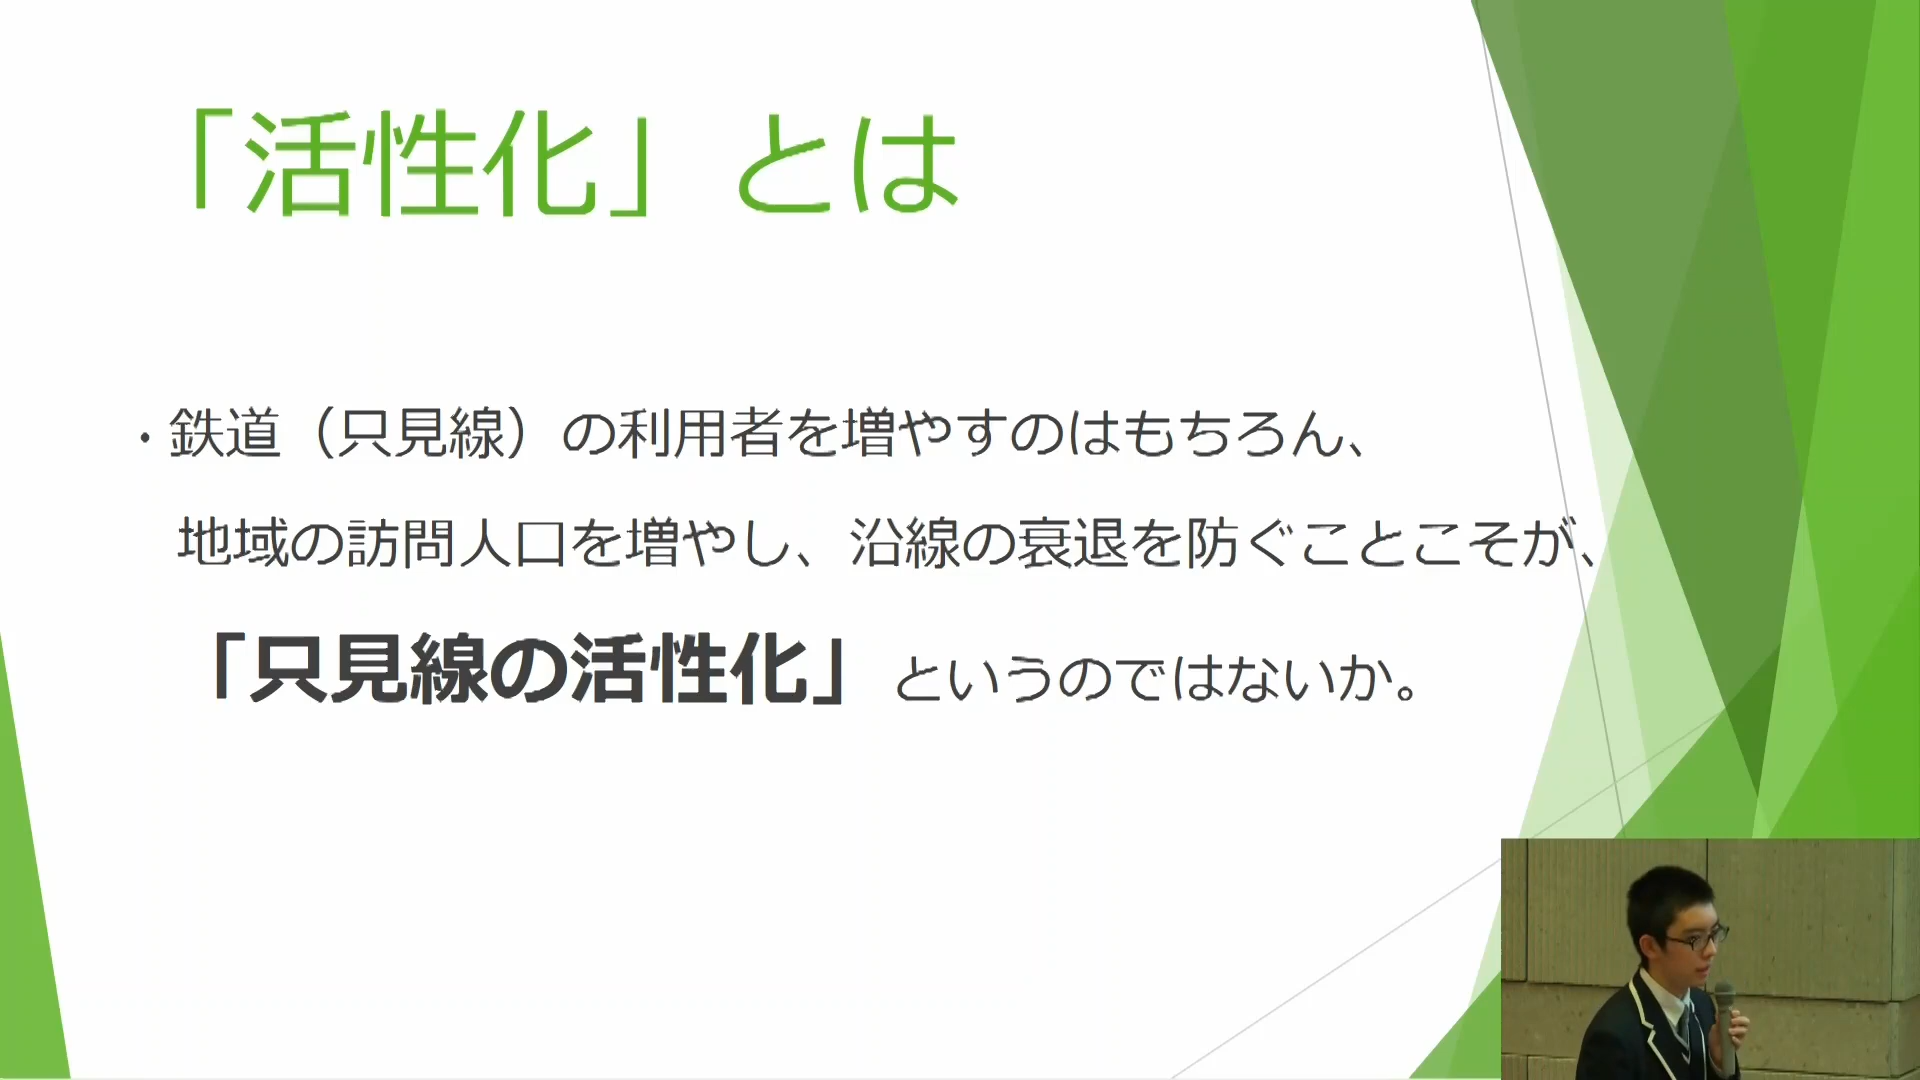 「活性化」とは
・鉄道（只見線）の利用者を増やすのはもちろん、
地域の訪問人口を増やし、沿線の衰退を防ぐことこそが、
「只見線の活性化」というのではないか。